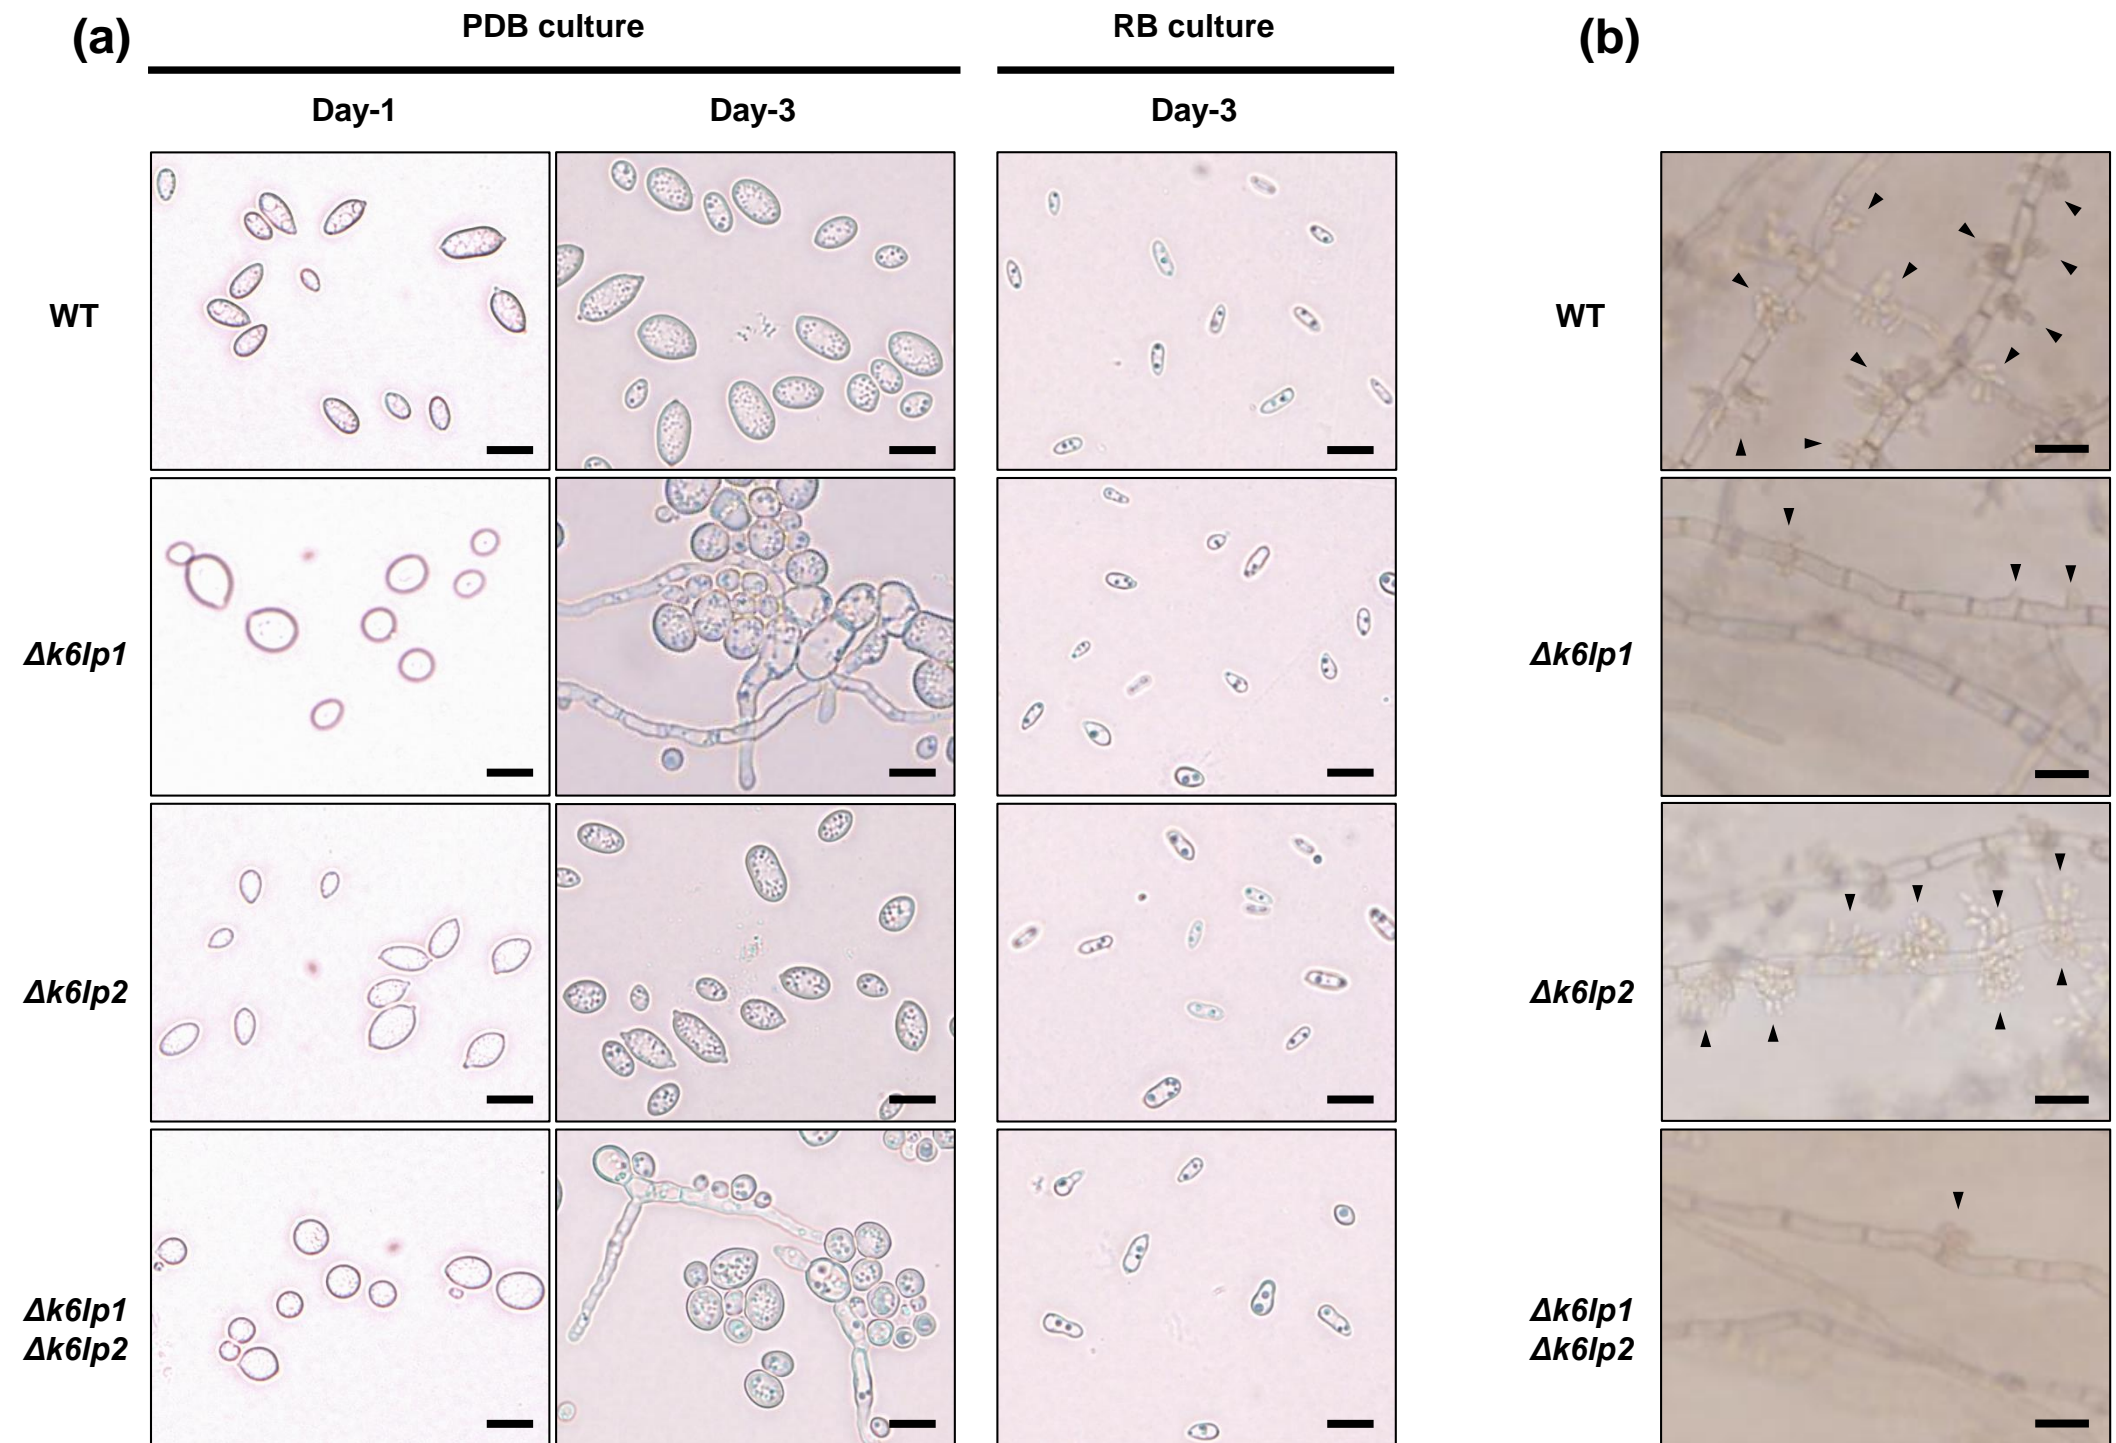 (a)
PDB culture
RB culture
(b)
Day-1
Day-3
Day-3
WT
WT
Δk6lp1
Δk6lp1
Δk6lp2
Δk6lp2
Δk6lp1
Δk6lp2
Δk6lp1
Δk6lp2